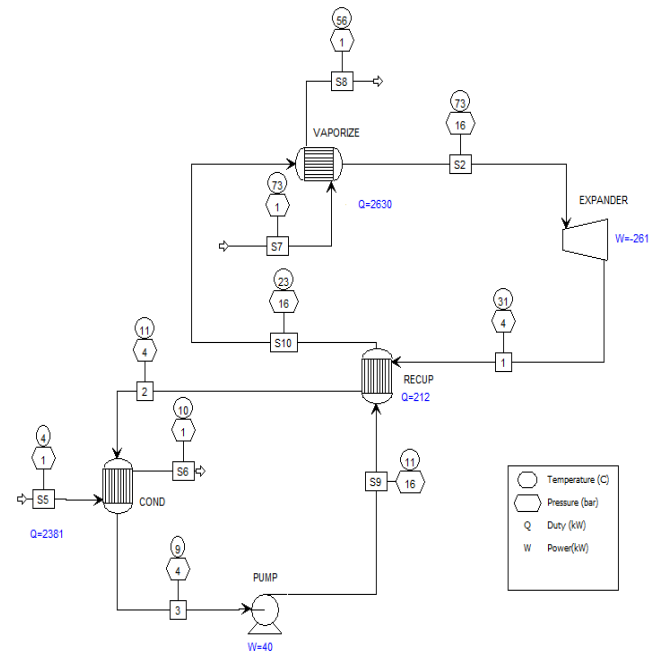 56
1
S8
VAPORIZE
73
16
S2
EXPANDER
73
1
S7
Q=2630
W=-261
23
16
S10
31
4
1
11
4
2
RECUP
Q=212
10
1
S6
4
1
S5
COND
Q=2381
11
16
S9
9
4
3
PUMP
W=40
Temperature (C)
Pressure (bar)
Q Duty (kW)
W Power(kW)